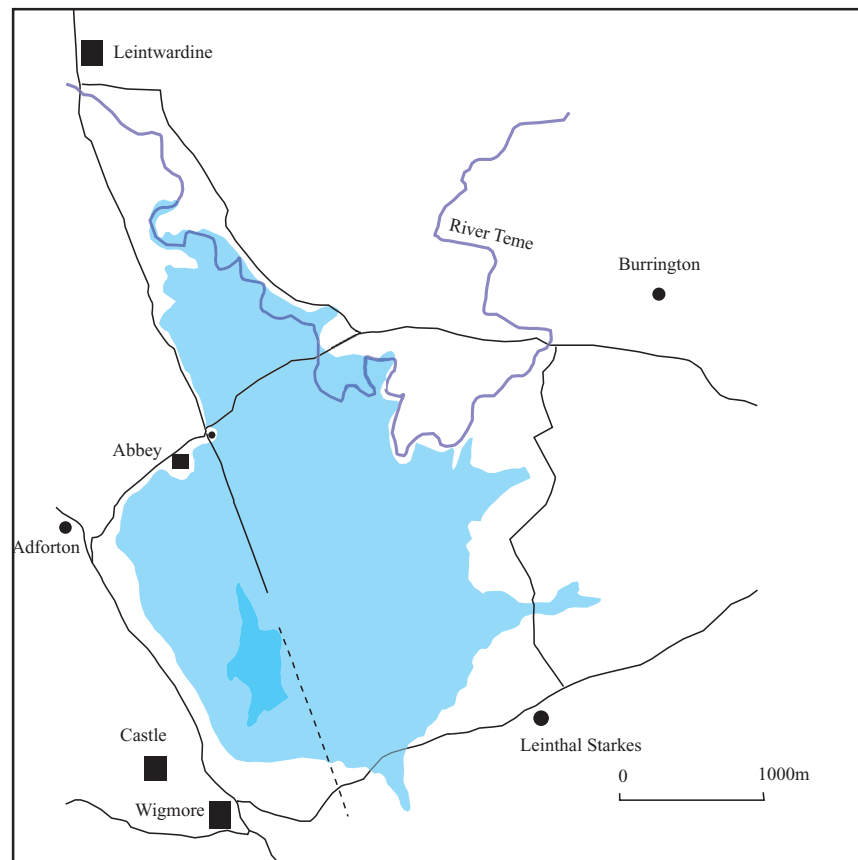 Leintwardine
River Teme
Burrington
Abbey
Adforton
Castle
Leinthal Starkes
0 1000m
Wigmore